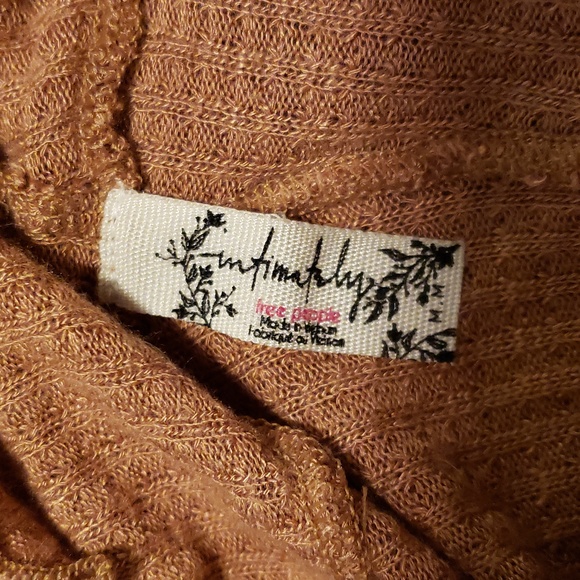 intimately
free people
Made in Vietnam
Fabriqué au Vietnam
M M